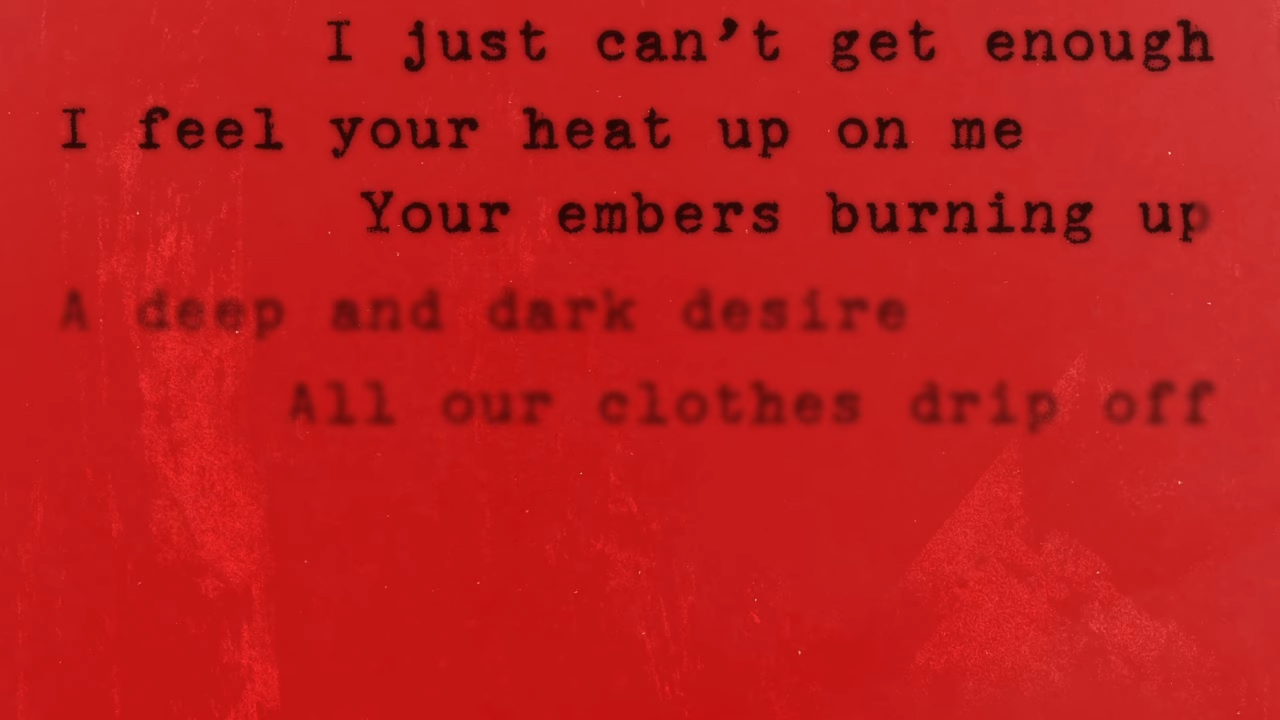 I just can’t get enough
I feel your heat up on me
Your embers burning up
A deep and dark desire
All our clothes drip off